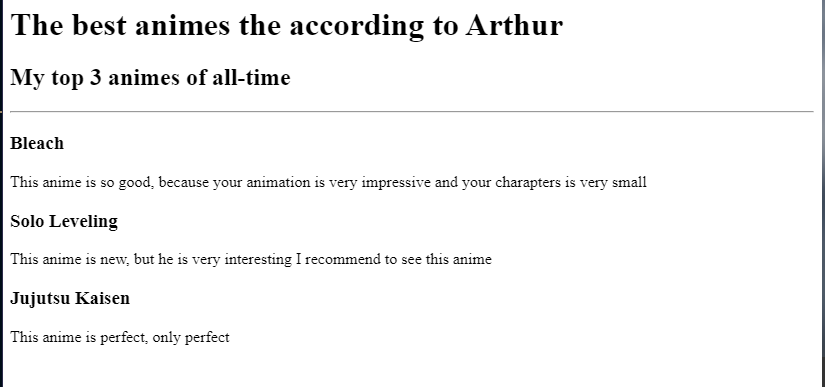 The best animes the according to Arthur
My top 3 animes of all-time
Bleach
This anime is so good, because your animation is very impressive and your charapters is very small
Solo Leveling
This anime is new, but he is very interesting I recommend to see this anime
Jujutsu Kaisen
This anime is perfect, only perfect